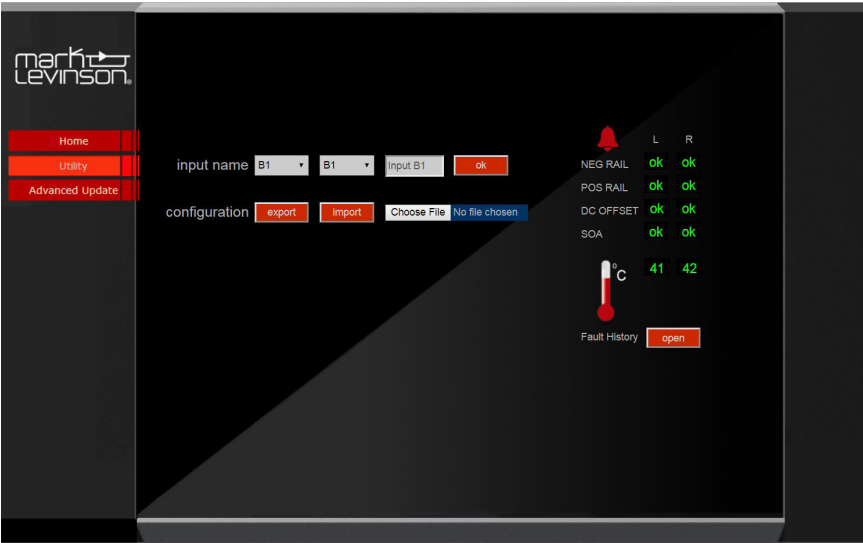 mark
Levinson®
Home
Utility
Advanced Update
input name B1 B1 Input B1 ok
configuration export import Choose File No file chosen
L R
NEG RAIL ok ok
POS RAIL ok ok
DC OFFSET ok ok
SOA ok ok
°C 41 42
Fault History open